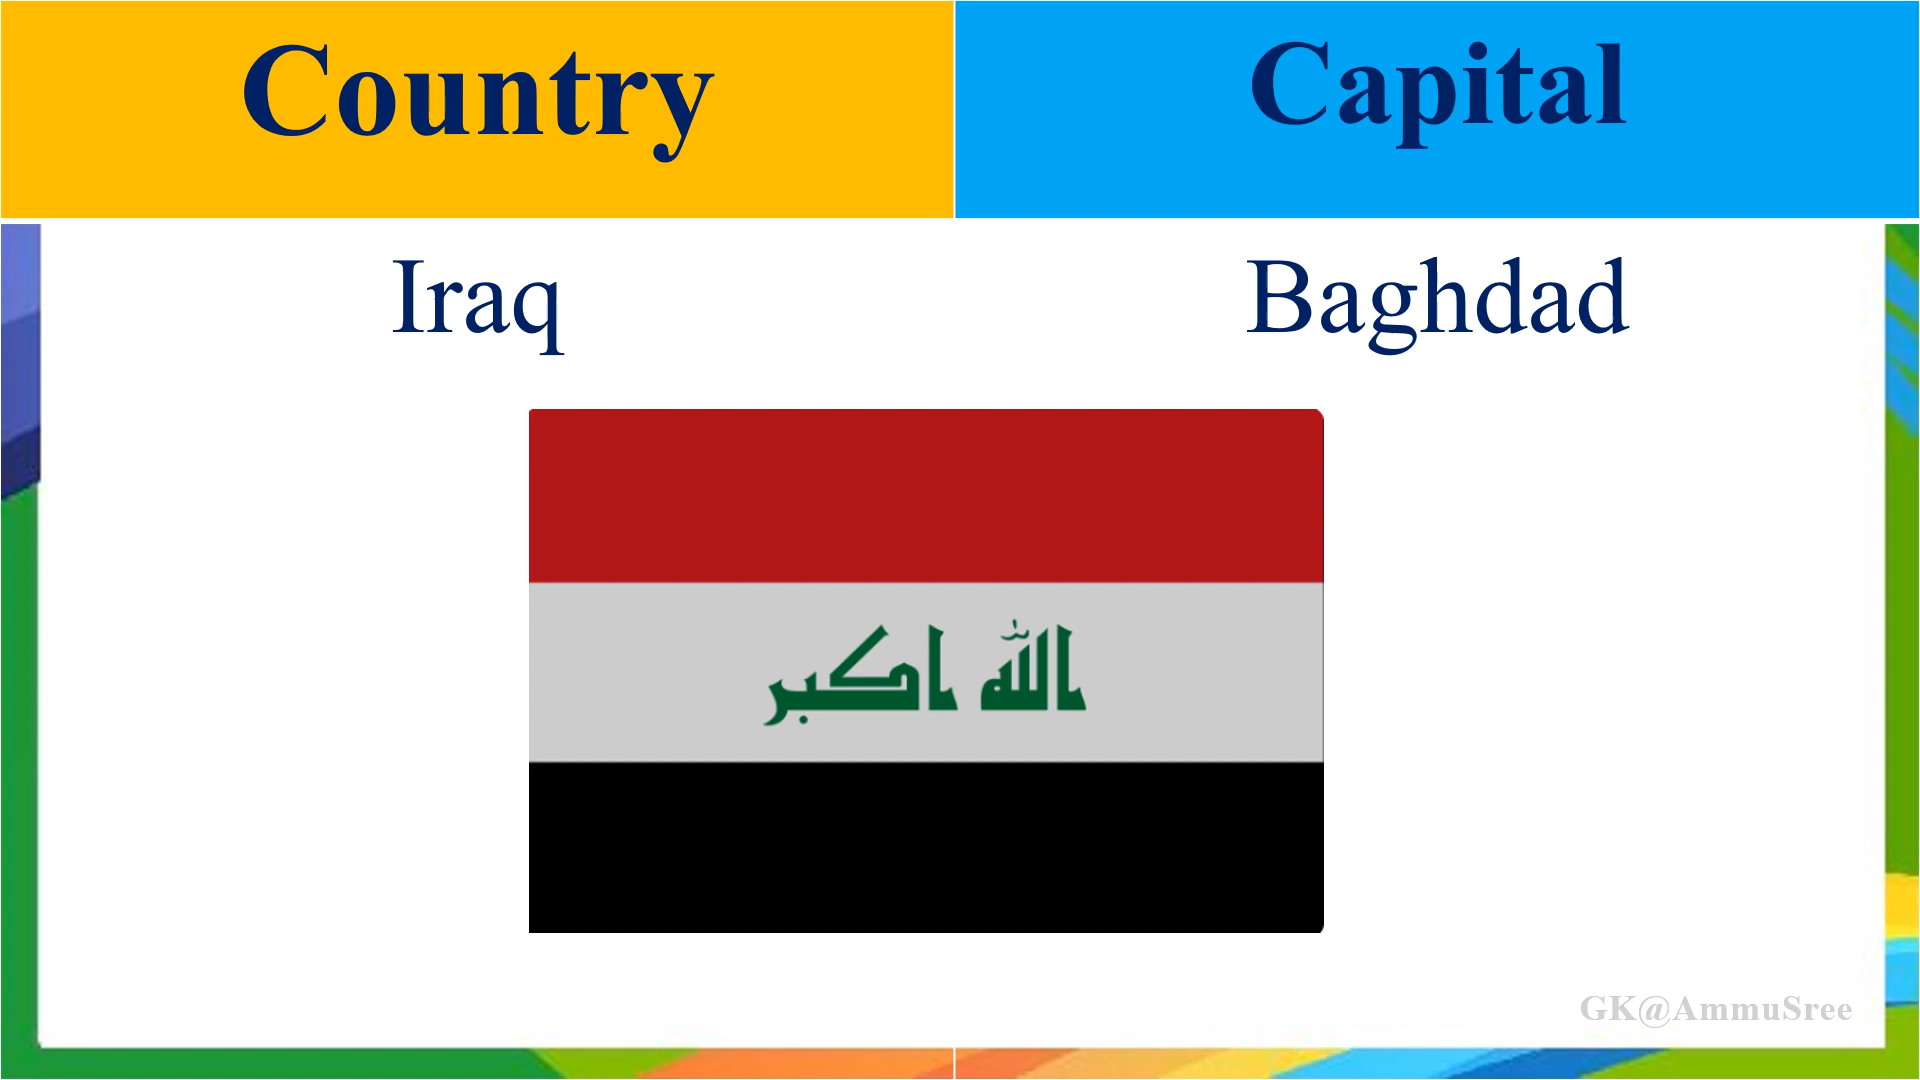 Country
Capital
Iraq
Baghdad
الله اكبر
GK@AmmuSree